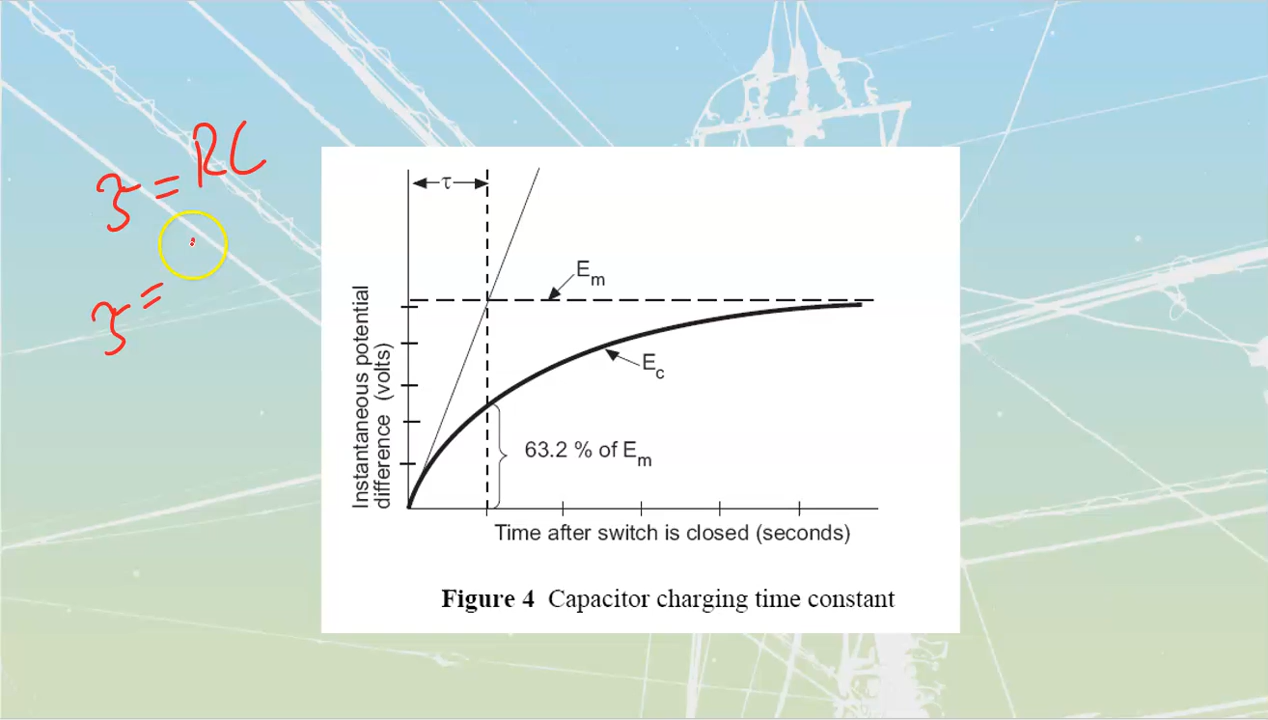 τ = RC
τ =
τ
Em
Ec
63.2 % of Em
Instantaneous potential
difference (volts)
Time after switch is closed (seconds)
Figure 4 Capacitor charging time constant